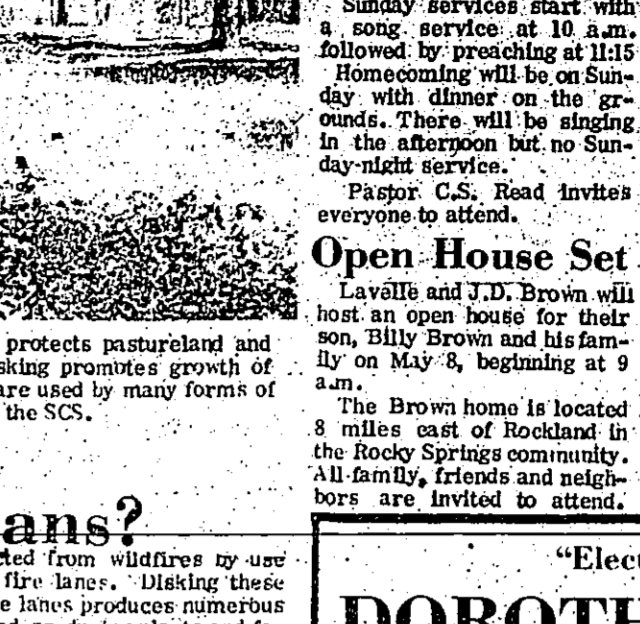 Sunday services start with
a song service at 10 a.m.
followed by preaching at 11:15
Homecoming will be on Sun-
day with dinner on the gr-
ounds. There will be singing
in the afternoon but no Sun-
day-night service.
Pastor C.S. Read invites
everyone to attend.
Open House Set
Lavelle and J.D. Brown will
host an open house for their
son, Billy Brown and his fam-
ily on May 8, beginning at 9
a.m.
The Brown home is located
8 miles east of Rockland in
the Rocky Springs community.
All family, friends and neigh-
bors are invited to attend.
protects pastureland and
sking promotes growth of
are used by many forms of
the SCS.
ans?
cted from wildfires by use
fire lanes. Disking these
e lanes produces numerous
"Elec
DOROTH